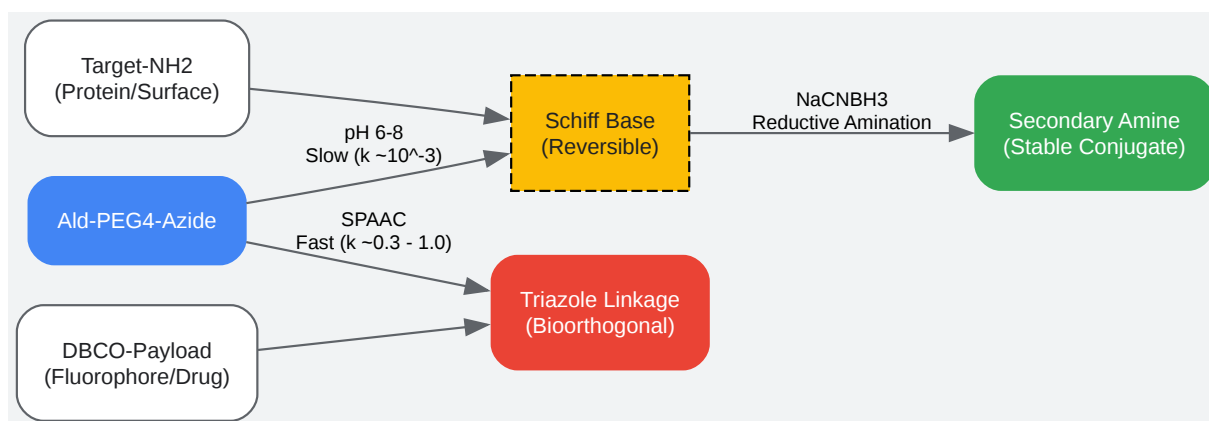 Target-NH2
(Protein/Surface)
pH 6-8
Slow (k ~10^-3)
Schiff Base
(Reversible)
NaCNBH3
Reductive Amination
Secondary Amine
(Stable Conjugate)
Ald-PEG4-Azide
SPAAC
Fast (k ~0.3 - 1.0)
Triazole Linkage
(Bioorthogonal)
DBCO-Payload
(Fluorophore/Drug)